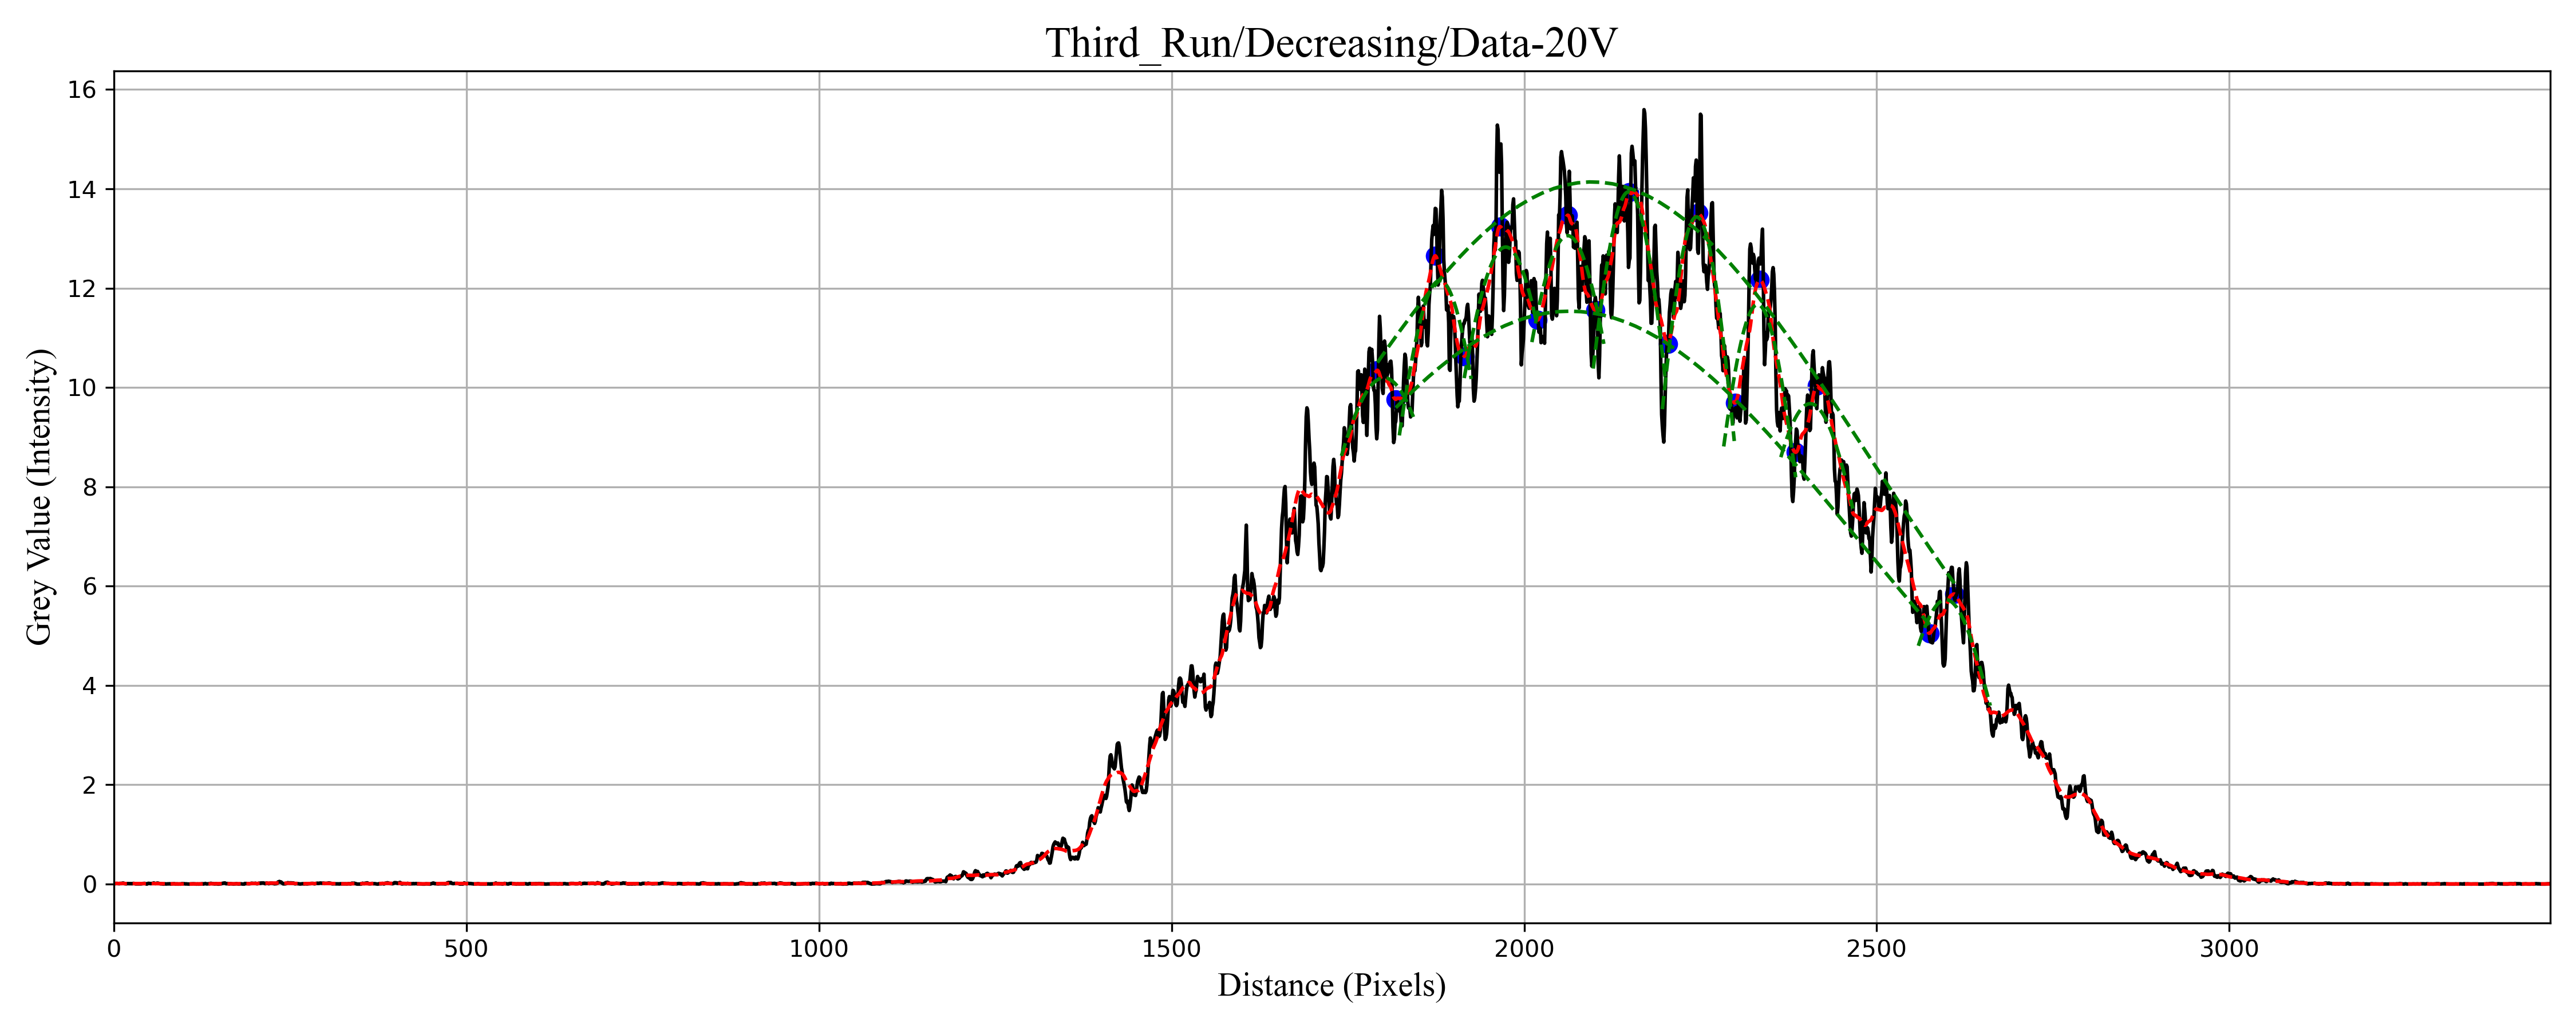 Third_Run/Decreasing/Data-20V
Grey Value (Intensity)
16
14
12
10
8
6
4
2
0
0 500 1000 1500 2000 2500 3000
Distance (Pixels)